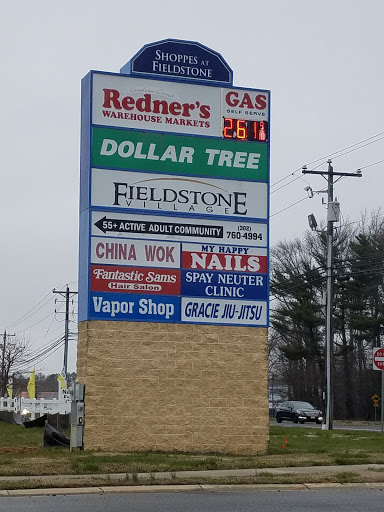 SHOPPES AT
FIELDSTONE
Redner's
WAREHOUSE MARKETS
GAS
SELF SERVE
2.61
DOLLAR TREE
FIELDSTONE
VILLAGE
55+ ACTIVE ADULT COMMUNITY
(302)
760-4994
CHINA WOK
MY HAPPY
NAILS
Fantastic Sams
Hair Salon
SPAY NEUTER
CLINIC
Vapor Shop
GRACIE JIU-JITSU